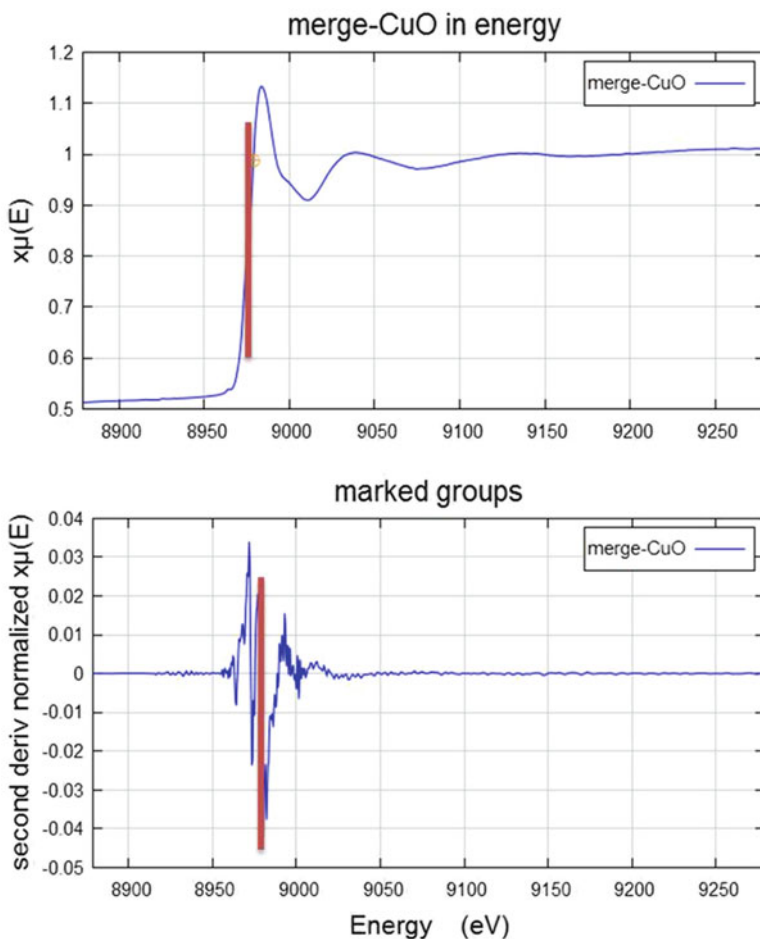 merge-CuO in energy
1.2
merge-CuO
1.1
1
0.9
0.8
0.7
0.6
0.5
xμ(E)
8900 8950 9000 9050 9100 9150 9200 9250
marked groups
0.04
merge-CuO
0.03
0.02
0.01
0
-0.01
-0.02
-0.03
-0.04
-0.05
second deriv normalized xμ(E)
8900 8950 9000 9050 9100 9150 9200 9250
Energy (eV)